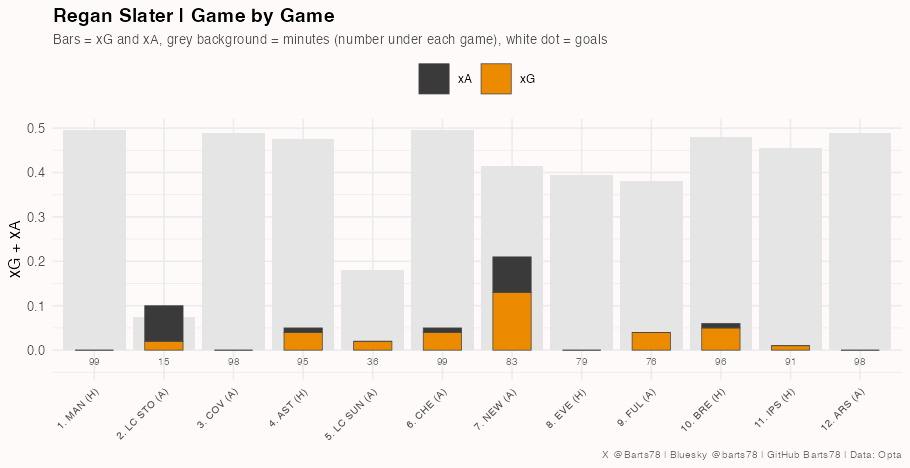 Regan Slater | Game by Game
Bars = xG and xA, grey background = minutes (number under each game), white dot = goals
xA xG
xG + xA
0.5
0.4
0.3
0.2
0.1
0.0
99 15 98 95 36 99 83 79 76 96 91 98
1. MAN (H)
2. LC STO (A)
3. COV (A)
4. AST (H)
5. LC SUN (A)
6. CHE (A)
7. NEW (A)
8. EVE (H)
9. FUL (A)
10. BRE (H)
11. IPS (H)
12. ARS (A)
X @Barts78 | Bluesky @barts78 | GitHub Barts78 | Data: Opta